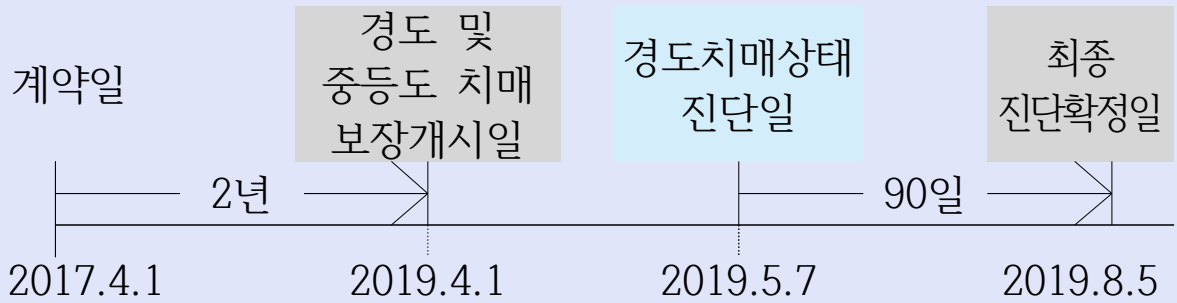 계약일
경도 및
중등도 치매
보장개시일
경도치매상태
진단일
최종
진단확정일
2년
90일
2017.4.1
2019.4.1
2019.5.7
2019.8.5